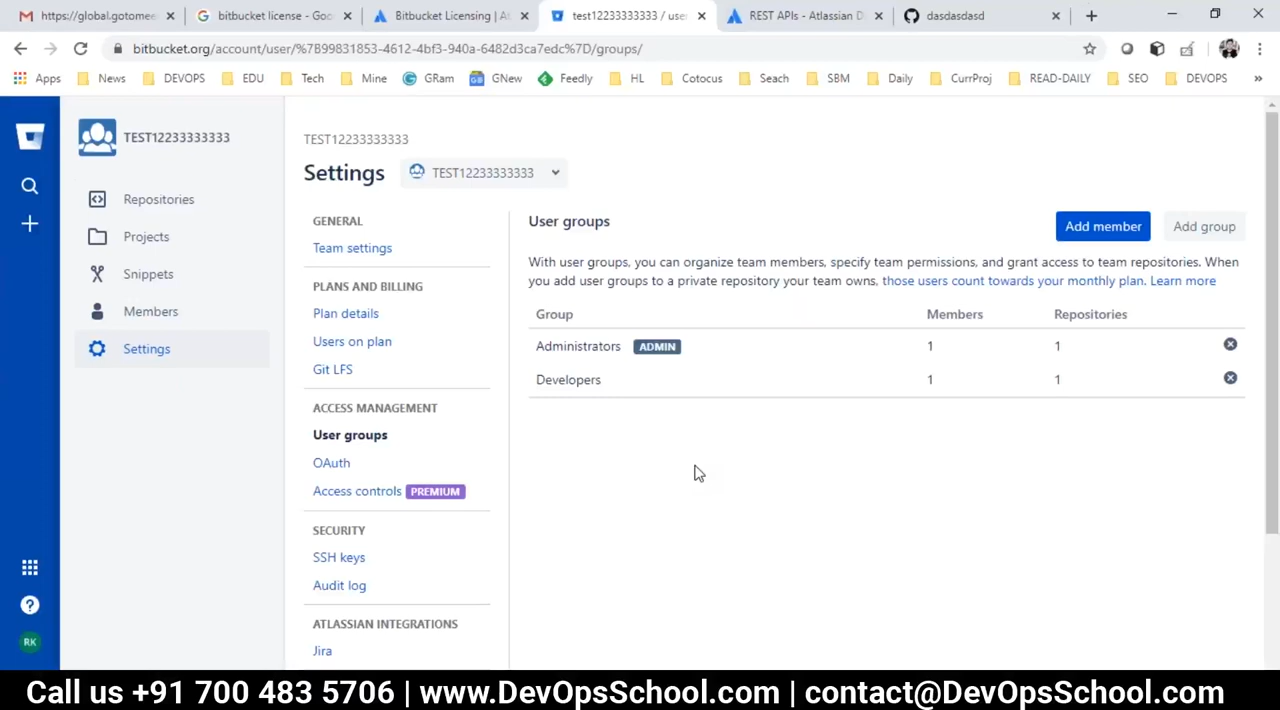 https://global.gotomee
bitbucket license - Goo
Bitbucket Licensing | At
test12233333333 / use
REST APIs - Atlassian D
dasdasdasd
bitbucket.org/account/user/%7B99831853-4612-4bf3-940a-6482d3ca7edc%7D/groups/
Apps News DEVOPS EDU Tech Mine GRam GNew Feedly HL Cotocus Seach SBM Daily CurrProj READ-DAILY SEO DEVOPS »
TEST12233333333
Repositories
Projects
Snippets
Members
Settings
RK
TEST12233333333
Settings TEST12233333333
GENERAL
Team settings
PLANS AND BILLING
Plan details
Users on plan
Git LFS
ACCESS MANAGEMENT
User groups
OAuth
Access controls PREMIUM
SECURITY
SSH keys
Audit log
ATLASSIAN INTEGRATIONS
Jira
User groups
Add member Add group
With user groups, you can organize team members, specify team permissions, and grant access to team repositories. When
you add user groups to a private repository your team owns, those users count towards your monthly plan. Learn more
Group Members Repositories
Administrators ADMIN 1 1
Developers 1 1
Call us +91 700 483 5706 | www.DevOpsSchool.com | contact@DevOpsSchool.com